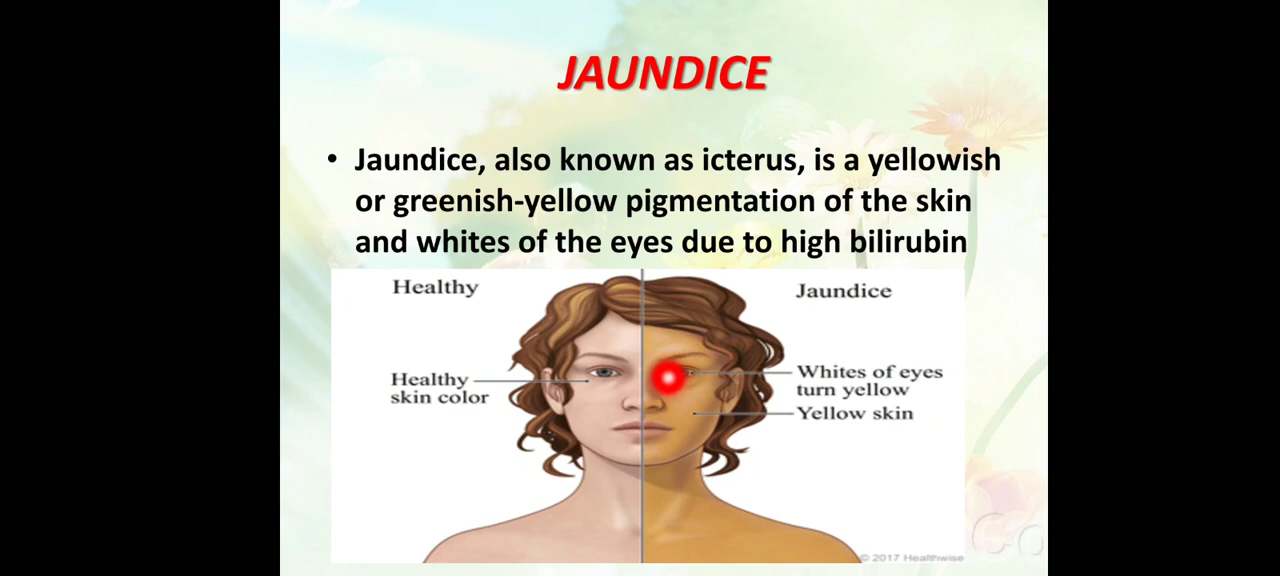 JAUNDICE
• Jaundice, also known as icterus, is a yellowish
or greenish-yellow pigmentation of the skin
and whites of the eyes due to high bilirubin
Healthy
Jaundice
Healthy
skin color
Whites of eyes
turn yellow
Yellow skin
© 2017 Healthwise